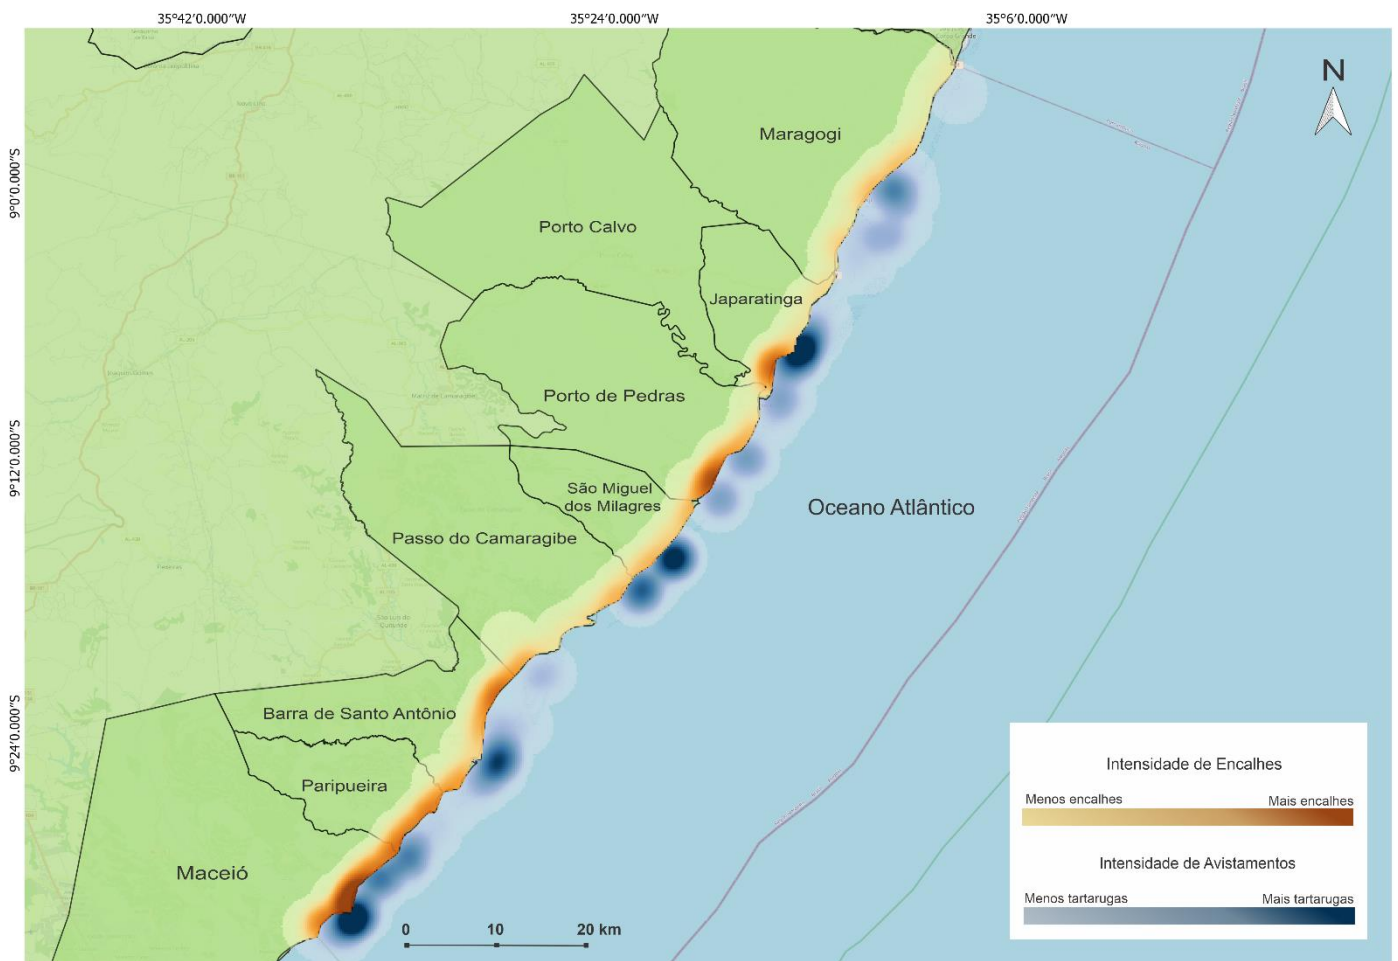 35°42′0.000″W
35°24′0.000″W
35°6′0.000″W
N
Maragogi
9°0′0.000″S
Porto Calvo
Japaratinga
Porto de Pedras
9°12′0.000″S
São Miguel
dos Milagres
Oceano Atlântico
Passo do Camaragibe
Barra de Santo Antônio
9°24′0.000″S
Paripueira
Maceió
0
10
20 km
Intensidade de Encalhes
Menos encalhes
Mais encalhes
Intensidade de Avistamentos
Menos tartarugas
Mais tartarugas